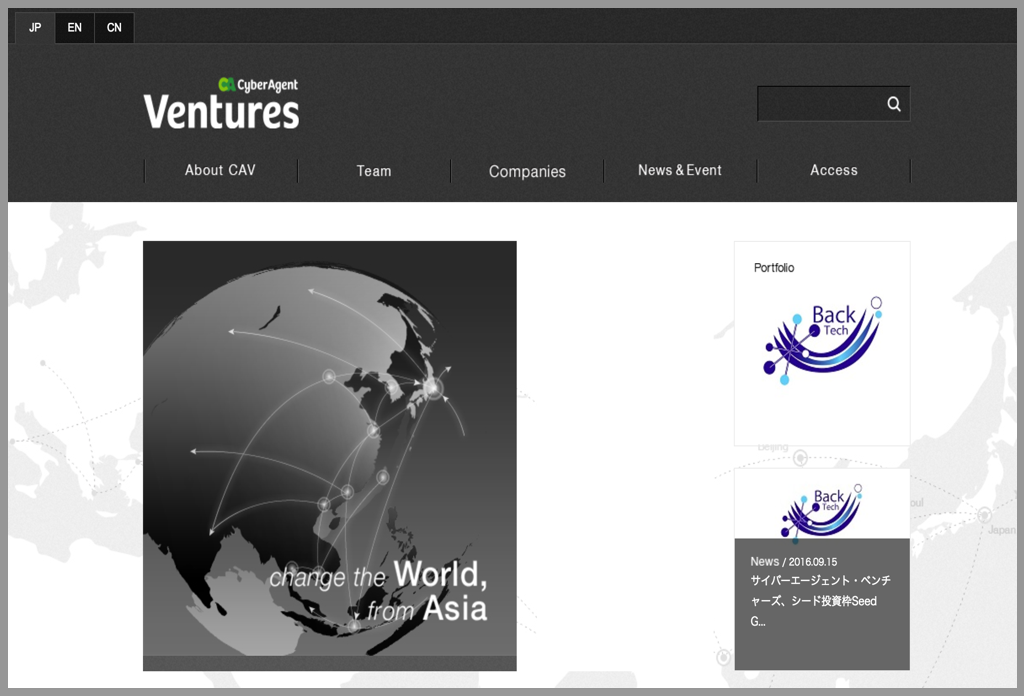 JP EN CN
CyberAgent
Ventures
About CAV Team Companies News & Event Access
change the World,
from Asia
Portfolio
Back
Tech
Beijing
Back
Tech
Japan
News / 2016.09.15
サイバーエージェント・ベンチ
ャーズ、シード投資枠Seed
G...